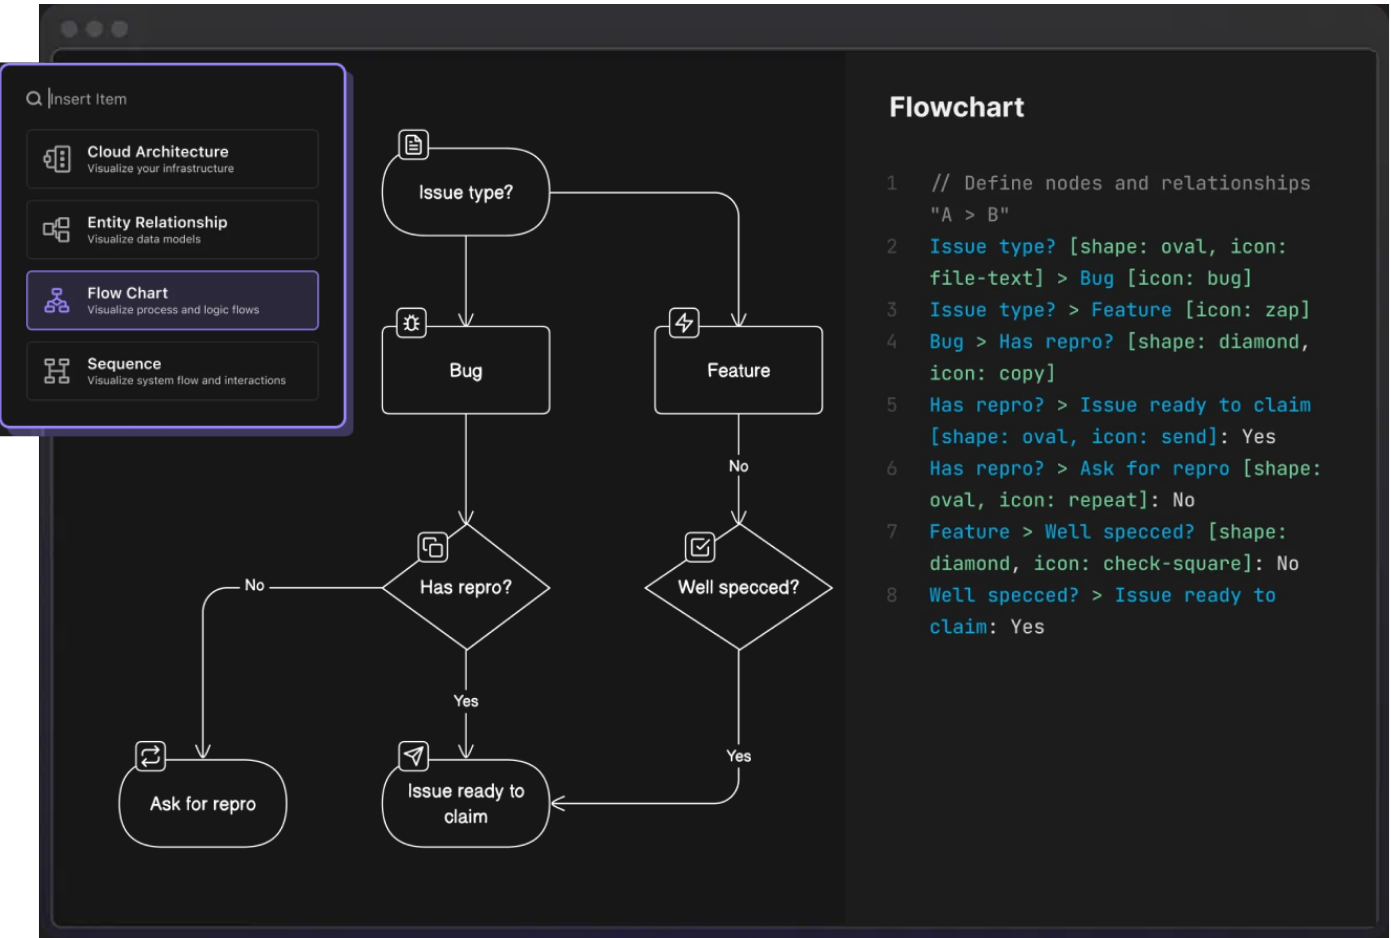 Insert Item
Cloud Architecture
Visualize your infrastructure
Entity Relationship
Visualize data models
Flow Chart
Visualize process and logic flows
Sequence
Visualize system flow and interactions
Issue type?
Bug
Feature
No
Has repro?
Well specced?
No
Yes
Yes
Ask for repro
Issue ready to
claim
Flowchart
1 // Define nodes and relationships
"A > B"
2 Issue type? [shape: oval, icon:
file-text] > Bug [icon: bug]
3 Issue type? > Feature [icon: zap]
4 Bug > Has repro? [shape: diamond,
icon: copy]
5 Has repro? > Issue ready to claim
[shape: oval, icon: send]: Yes
6 Has repro? > Ask for repro [shape:
oval, icon: repeat]: No
7 Feature > Well specced? [shape:
diamond, icon: check-square]: No
8 Well specced? > Issue ready to
claim: Yes